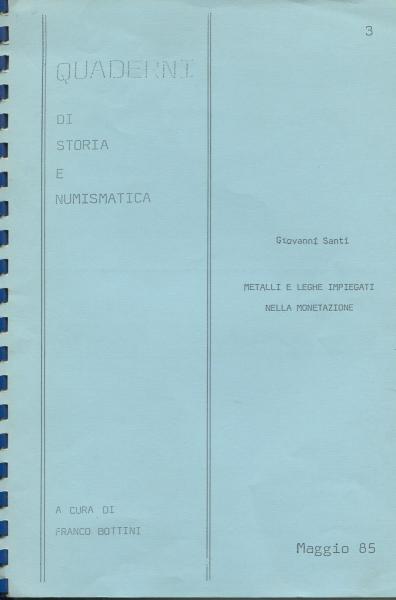 3
QUADERNI
DI
STORIA
E
NUMISMATICA
Giovanni Santi
METALLI E LEGHE IMPIEGATI
NELLA MONETAZIONE
A CURA DI
FRANCO BOTTINI
Maggio 85